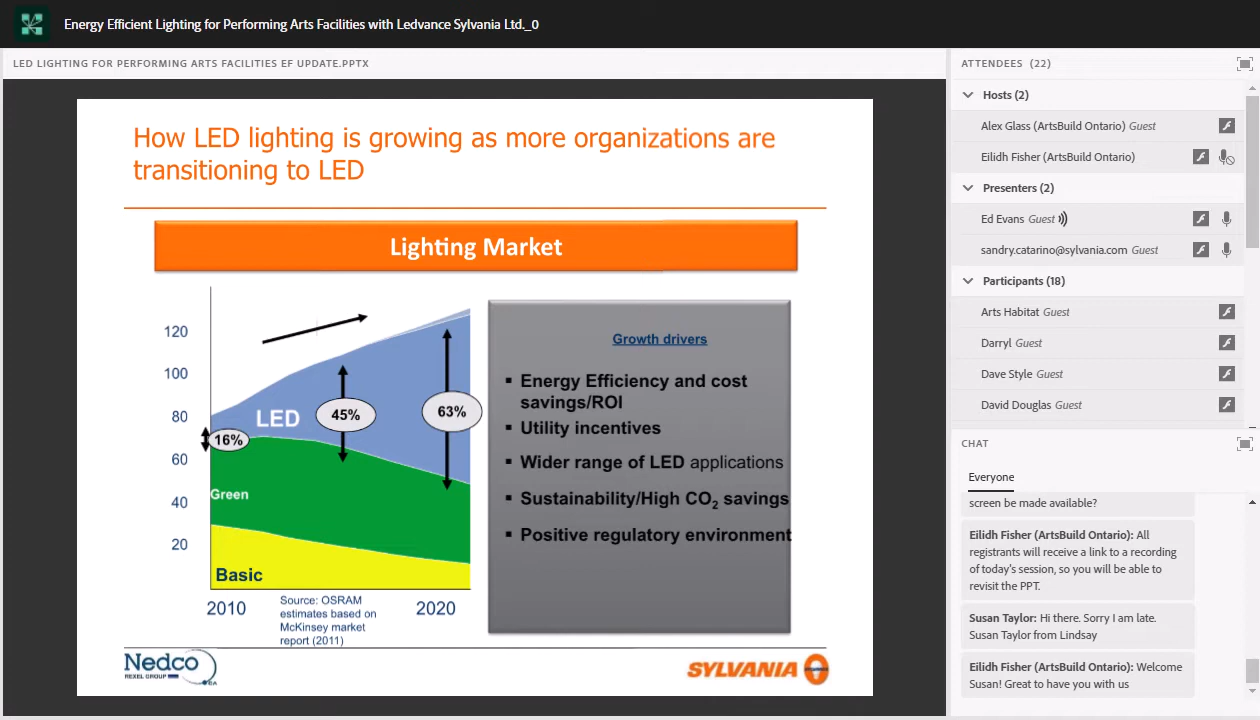 Energy Efficient Lighting for Performing Arts Facilities with Ledvance Sylvania Ltd._0
LED LIGHTING FOR PERFORMING ARTS FACILITIES EF UPDATE.PPTX
How LED lighting is growing as more organizations are
transitioning to LED
Lighting Market
120
100
80
60
40
20
LED
Green
Basic
16%
45%
63%
2010
2020
Source: OSRAM
estimates based on
McKinsey market
report (2011)
Growth drivers
▪ Energy Efficiency and cost
savings/ROI
▪ Utility incentives
▪ Wider range of LED applications
▪ Sustainability/High CO2 savings
▪ Positive regulatory environment
Nedco
REXEL GROUP
.CA
SYLVANIA
ATTENDEES (22)
Hosts (2)
Alex Glass (ArtsBuild Ontario) Guest
Eilidh Fisher (ArtsBuild Ontario)
Presenters (2)
Ed Evans Guest
sandry.catarino@sylvania.com Guest
Participants (18)
Arts Habitat Guest
Darryl Guest
Dave Style Guest
David Douglas Guest
CHAT
Everyone
screen be made available?
Eilidh Fisher (ArtsBuild Ontario): All
registrants will receive a link to a recording
of today's session, so you will be able to
revisit the PPT.
Susan Taylor: Hi there. Sorry I am late.
Susan Taylor from Lindsay
Eilidh Fisher (ArtsBuild Ontario): Welcome
Susan! Great to have you with us